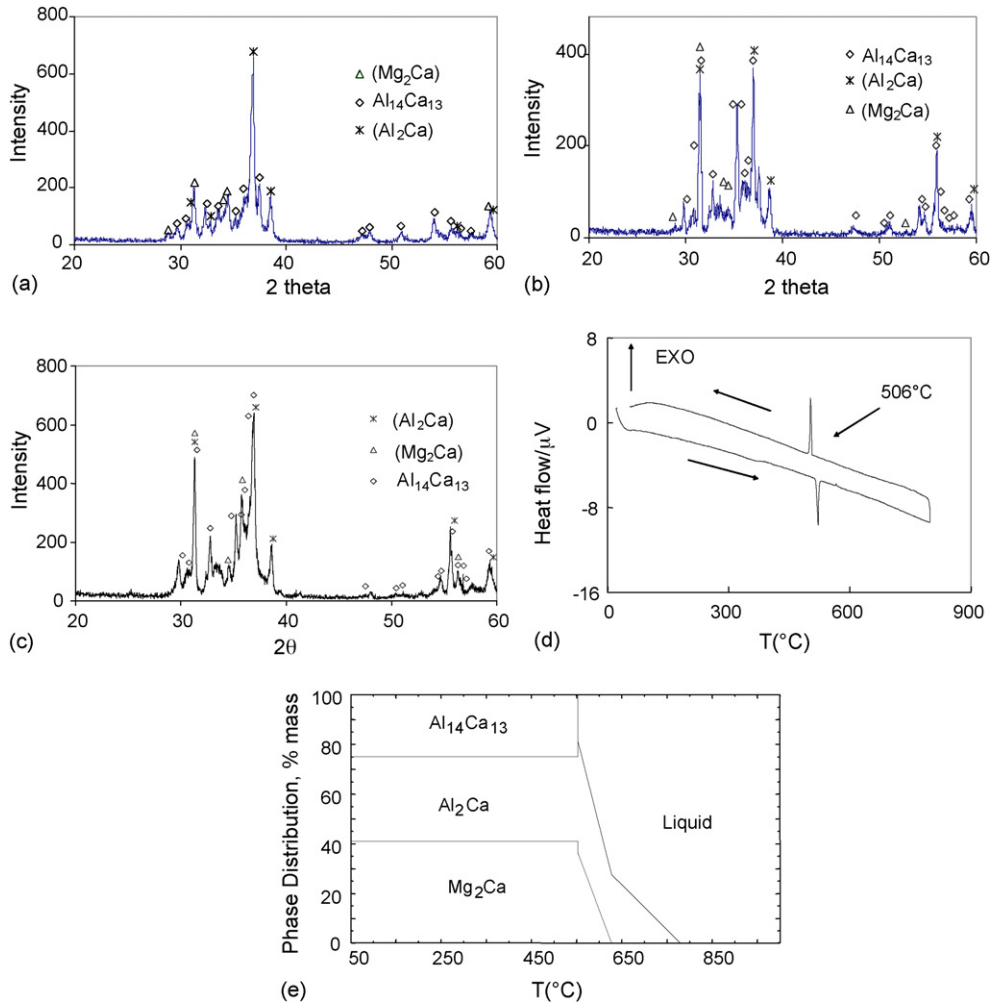 800
600
400
200
0
Intensity
△ (Mg₂Ca)
◇ Al₁₄Ca₁₃
✳ (Al₂Ca)
20 30 40 50 60
2 theta
(a)
400
200
0
Intensity
◇ Al₁₄Ca₁₃
✳ (Al₂Ca)
△ (Mg₂Ca)
20 30 40 50 60
2 theta
(b)
800
600
400
200
0
Intensity
✳ (Al₂Ca)
△ (Mg₂Ca)
◇ Al₁₄Ca₁₃
20 30 40 50 60
2θ
(c)
8
0
-8
-16
Heat flow/μV
EXO
506°C
300 600 900
T(°C)
(d)
100
80
60
40
20
0
Phase Distribution, % mass
Al₁₄Ca₁₃
Al₂Ca
Liquid
Mg₂Ca
50 250 450 650 850
T(°C)
(e)